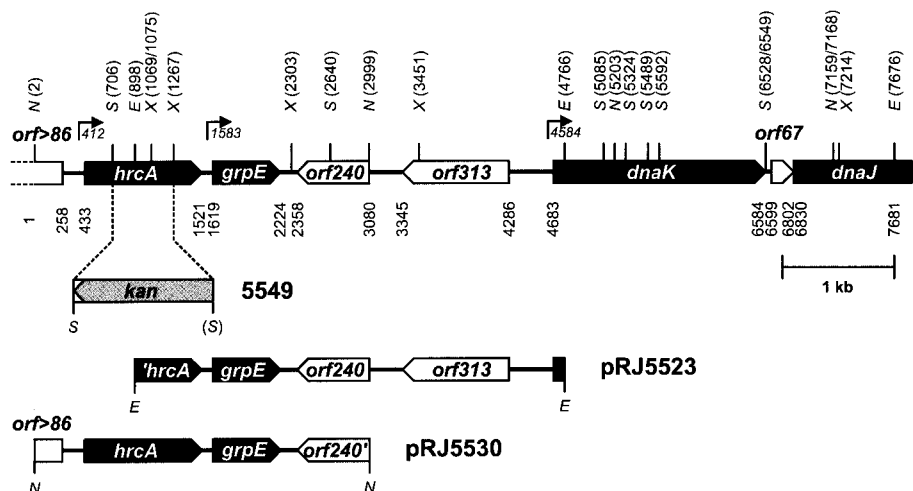 N (2)
S (706)
E (898)
X (1069/1075)
X (1267)
X (2303)
S (2640)
N (2999)
X (3451)
E (4766)
S (5085)
N (5203)
S (5324)
S (5489)
S (5592)
S (6528/6549)
N (7159/7168)
X (7214)
E (7676)
412
1583
4584
orf>86
orf67
hrcA
grpE
orf240
orf313
dnaK
dnaJ
1
258
433
1521
1619
2224
2358
3080
3345
4286
4683
6584
6599
6802
6830
7681
1 kb
kan
5549
S
(S)
'hrcA
grpE
orf240
orf313
pRJ5523
E
E
orf>86
hrcA
grpE
orf240'
pRJ5530
N
N